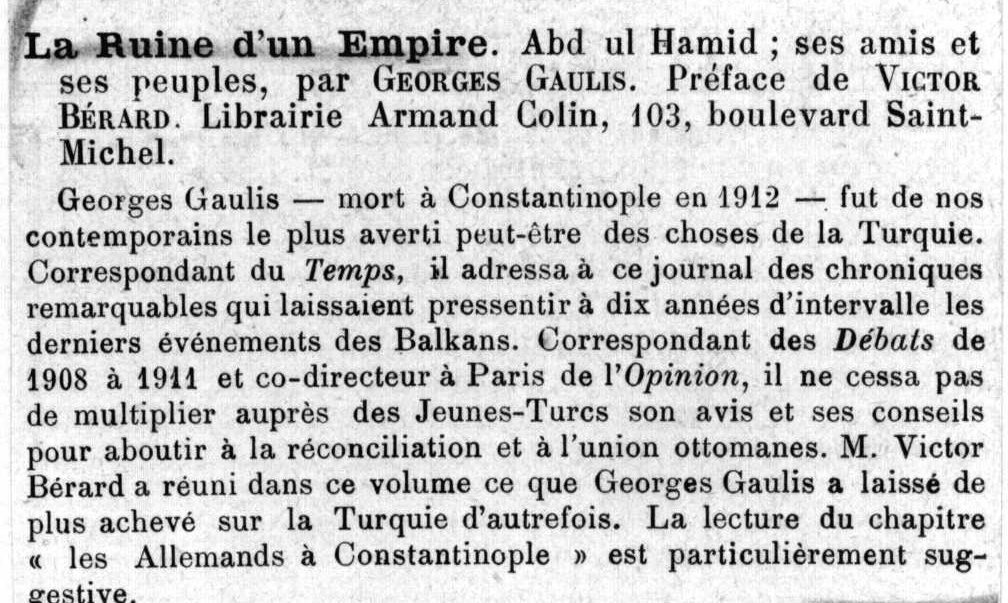 La Ruine d'un Empire. Abd ul Hamid ; ses amis et
ses peuples, par GEORGES GAULIS. Préface de VICTOR
BÉRARD. Librairie Armand Colin, 103, boulevard Saint-
Michel.
Georges Gaulis — mort à Constantinople en 1912 — fut de nos
contemporains le plus averti peut-être des choses de la Turquie.
Correspondant du Temps, il adressa à ce journal des chroniques
remarquables qui laissaient pressentir à dix années d'intervalle les
derniers événements des Balkans. Correspondant des Débats de
1908 à 1911 et co-directeur à Paris de l'Opinion, il ne cessa pas
de multiplier auprès des Jeunes-Turcs son avis et ses conseils
pour aboutir à la réconciliation et à l'union ottomanes. M. Victor
Bérard a réuni dans ce volume ce que Georges Gaulis a laissé de
plus achevé sur la Turquie d'autrefois. La lecture du chapitre
« les Allemands à Constantinople » est particulièrement sug-
gestive.